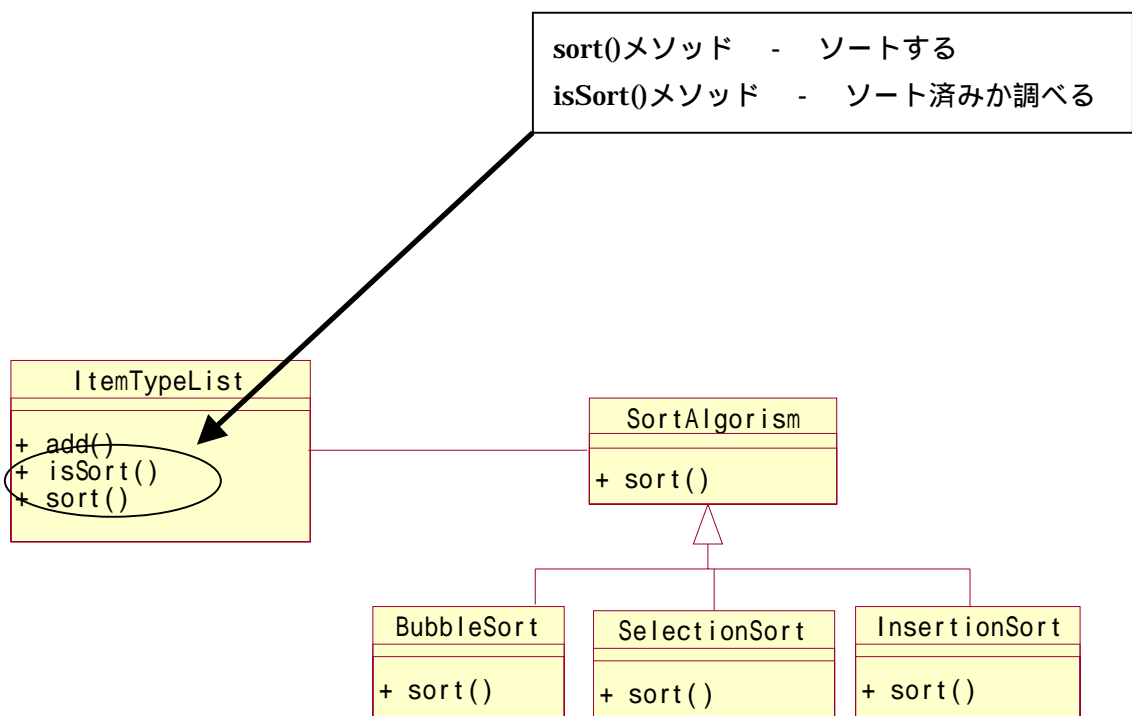 sort()メソッド - ソートする
isSort()メソッド - ソート済みか調べる
ItemTypeList
+ add()
+ isSort()
+ sort()
SortAlgorism
+ sort()
BubbleSort
+ sort()
SelectionSort
+ sort()
InsertionSort
+ sort()